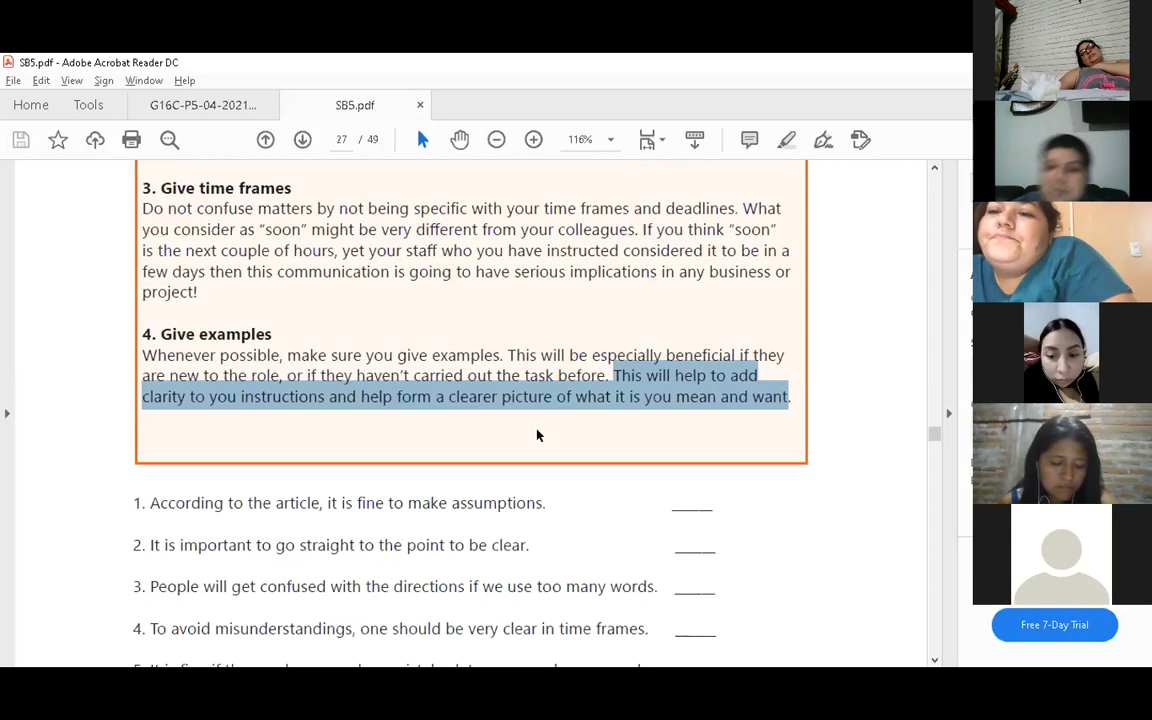 SB5.pdf - Adobe Acrobat Reader DC
File Edit View Sign Window Help
Home Tools G16C-P5-04-2021... SB5.pdf ×
27 / 49 116%
3. Give time frames
Do not confuse matters by not being specific with your time frames and deadlines. What
you consider as “soon” might be very different from your colleagues. If you think “soon”
is the next couple of hours, yet your staff who you have instructed considered it to be in a
few days then this communication is going to have serious implications in any business or
project!
4. Give examples
Whenever possible, make sure you give examples. This will be especially beneficial if they
are new to the role, or if they haven’t carried out the task before. This will help to add
clarity to you instructions and help form a clearer picture of what it is you mean and want.
1. According to the article, it is fine to make assumptions. _____
2. It is important to go straight to the point to be clear. _____
3. People will get confused with the directions if we use too many words. _____
4. To avoid misunderstandings, one should be very clear in time frames. _____
Free 7-Day Trial